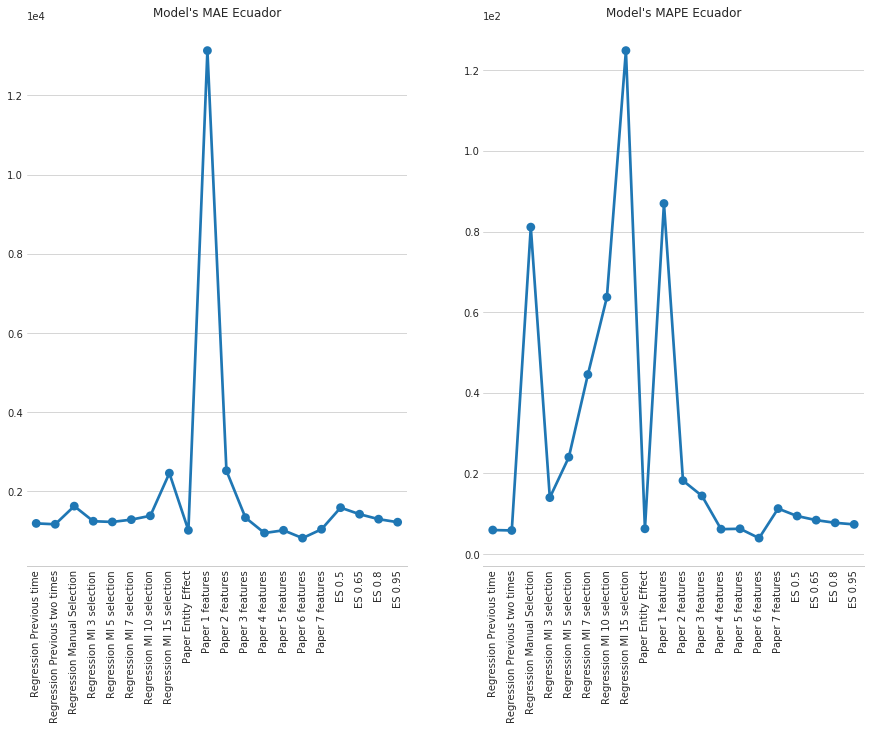 Model's MAE Ecuador
1e4
1.2
1.0
0.8
0.6
0.4
0.2
Regression Previous time
Regression Previous two times
Regression Manual Selection
Regression MI 3 selection
Regression MI 5 selection
Regression MI 7 selection
Regression MI 10 selection
Regression MI 15 selection
Paper Entity Effect
Paper 1 features
Paper 2 features
Paper 3 features
Paper 4 features
Paper 5 features
Paper 6 features
Paper 7 features
ES 0.5
ES 0.65
ES 0.8
ES 0.95
Model's MAPE Ecuador
1e2
1.2
1.0
0.8
0.6
0.4
0.2
0.0
Regression Previous time
Regression Previous two times
Regression Manual Selection
Regression MI 3 selection
Regression MI 5 selection
Regression MI 7 selection
Regression MI 10 selection
Regression MI 15 selection
Paper Entity Effect
Paper 1 features
Paper 2 features
Paper 3 features
Paper 4 features
Paper 5 features
Paper 6 features
Paper 7 features
ES 0.5
ES 0.65
ES 0.8
ES 0.95